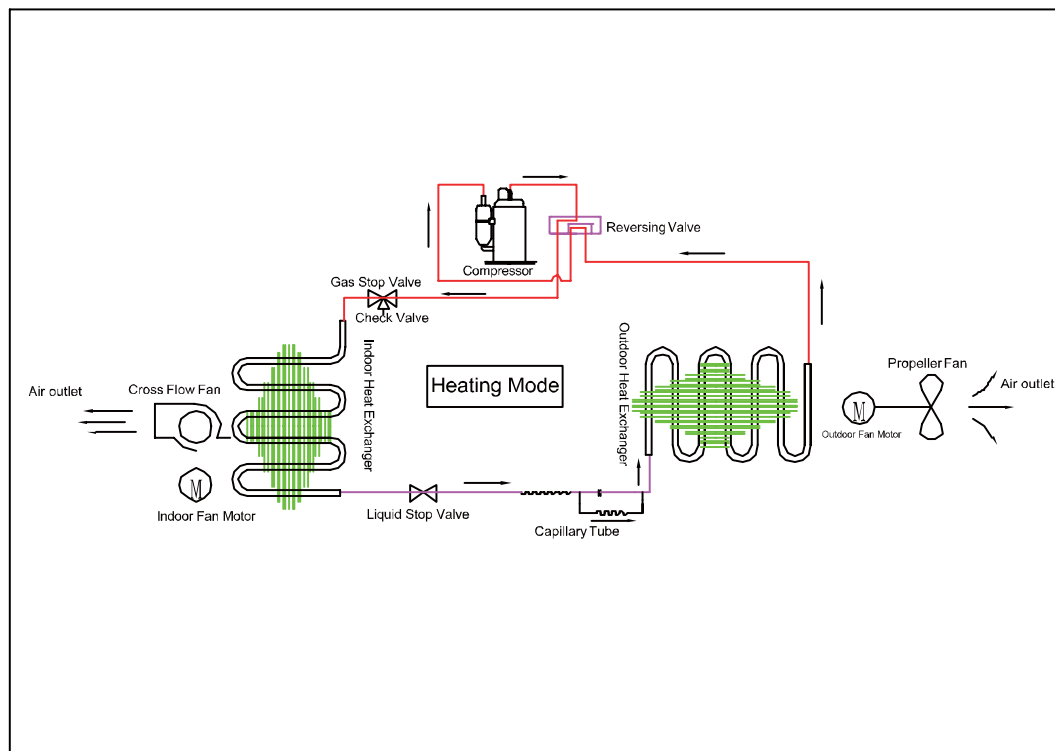 Reversing Valve
Compressor
Gas Stop Valve
Check Valve
Indoor Heat Exchanger
Outdoor Heat Exchanger
Heating Mode
Cross Flow Fan
Air outlet
M
Indoor Fan Motor
Propeller Fan
Air outlet
M
Outdoor Fan Motor
Liquid Stop Valve
Capillary Tube